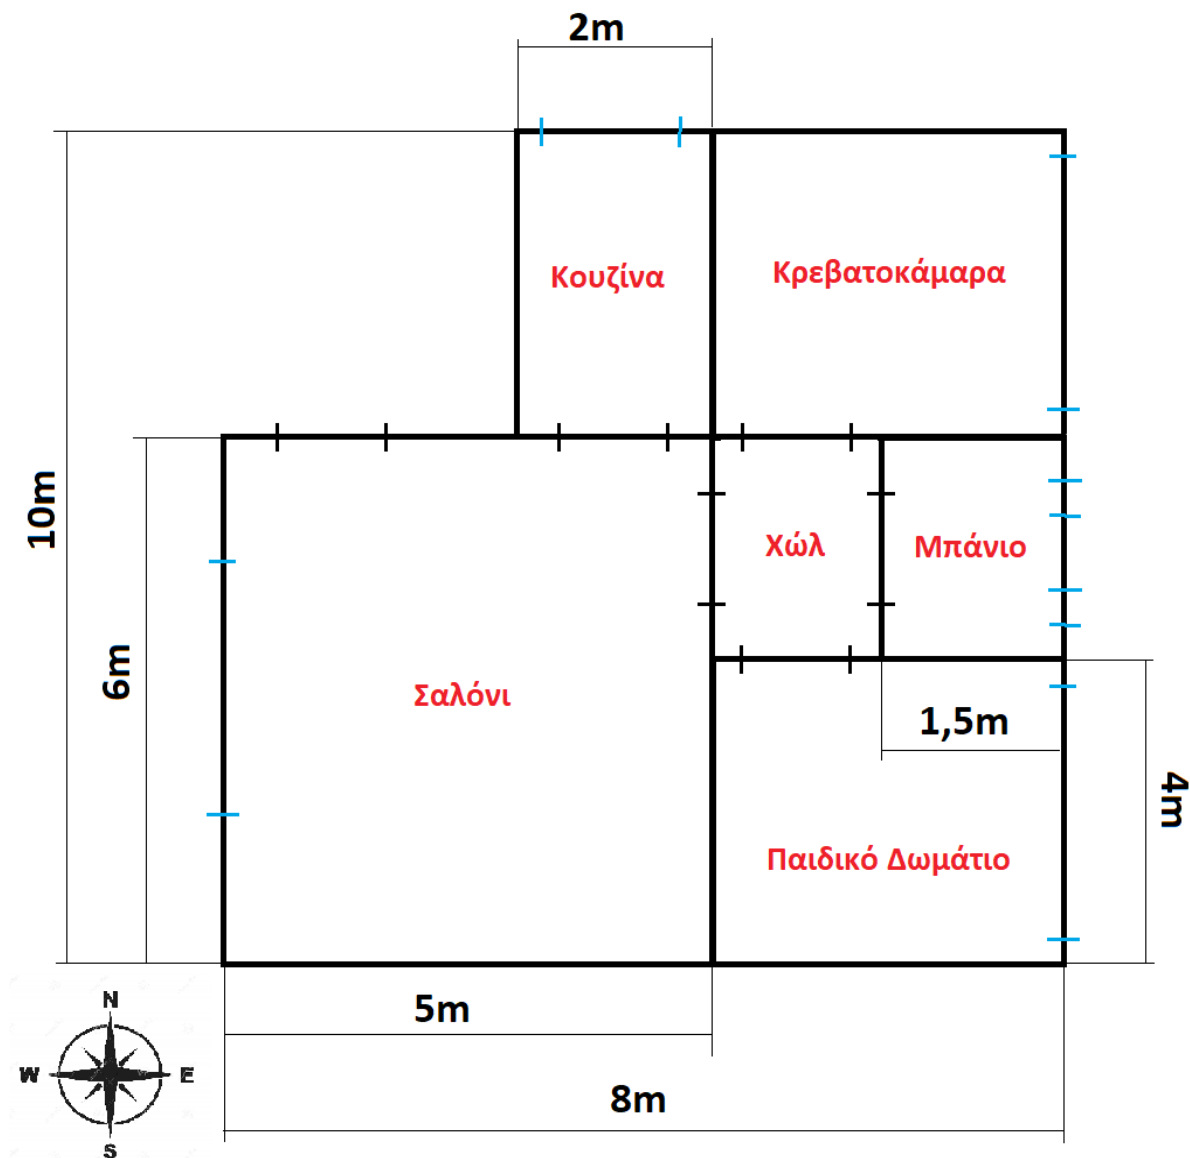 2m
Κουζίνα
Κρεβατοκάμαρα
10m
Χώλ
Μπάνιο
6m
Σαλόνι
1,5m
4m
Παιδικό Δωμάτιο
N
W
E
S
5m
8m